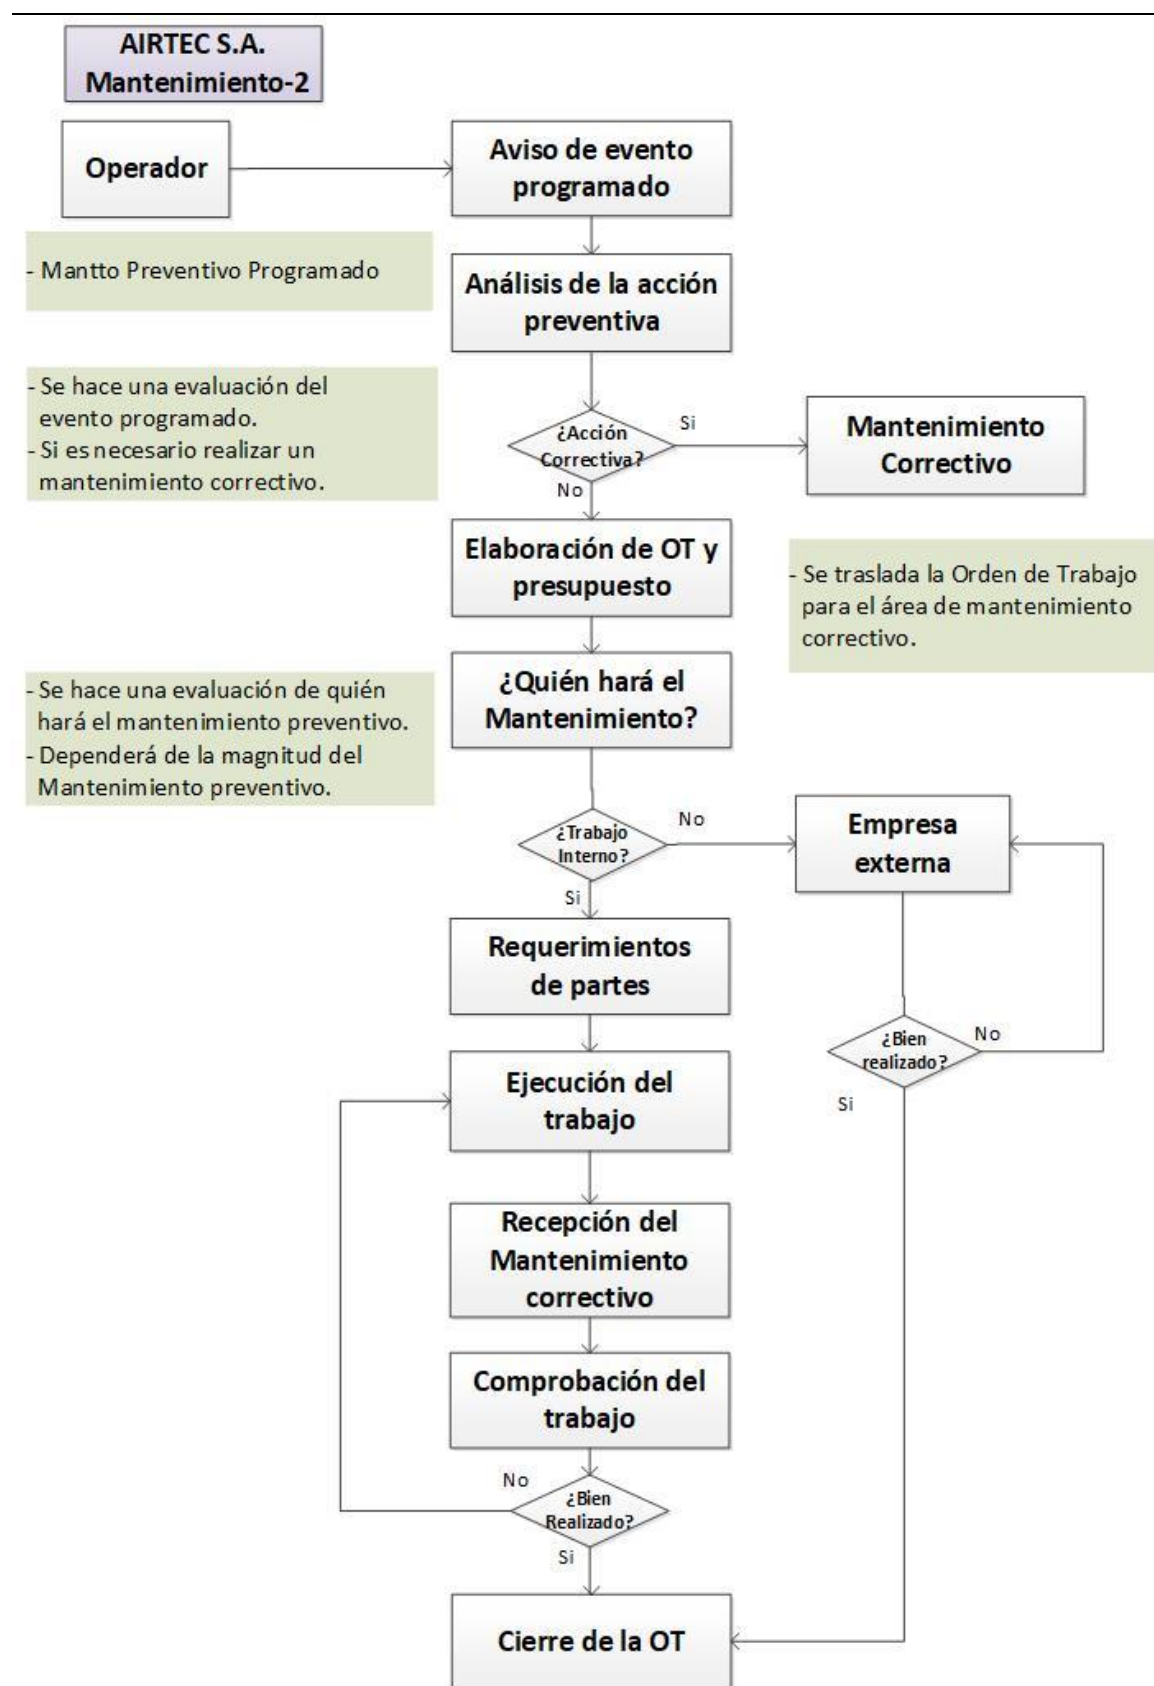 AIRTEC S.A.
Mantenimiento-2
Operador
Aviso de evento
programado
- Mantto Preventivo Programado
Análisis de la acción
preventiva
- Se hace una evaluación del
evento programado.
- Si es necesario realizar un
mantenimiento correctivo.
¿Acción
Correctiva?
Si
Mantenimiento
Correctivo
No
Elaboración de OT y
presupuesto
- Se traslada la Orden de Trabajo
para el área de mantenimiento
correctivo.
¿Quién hará el
Mantenimiento?
- Se hace una evaluación de quién
hará el mantenimiento preventivo.
- Dependerá de la magnitud del
Mantenimiento preventivo.
¿Trabajo
Interno?
No
Empresa
externa
Si
Requerimientos
de partes
¿Bien
realizado?
No
Si
Ejecución del
trabajo
Recepción del
Mantenimiento
correctivo
Comprobación del
trabajo
No
¿Bien
Realizado?
Si
Cierre de la OT